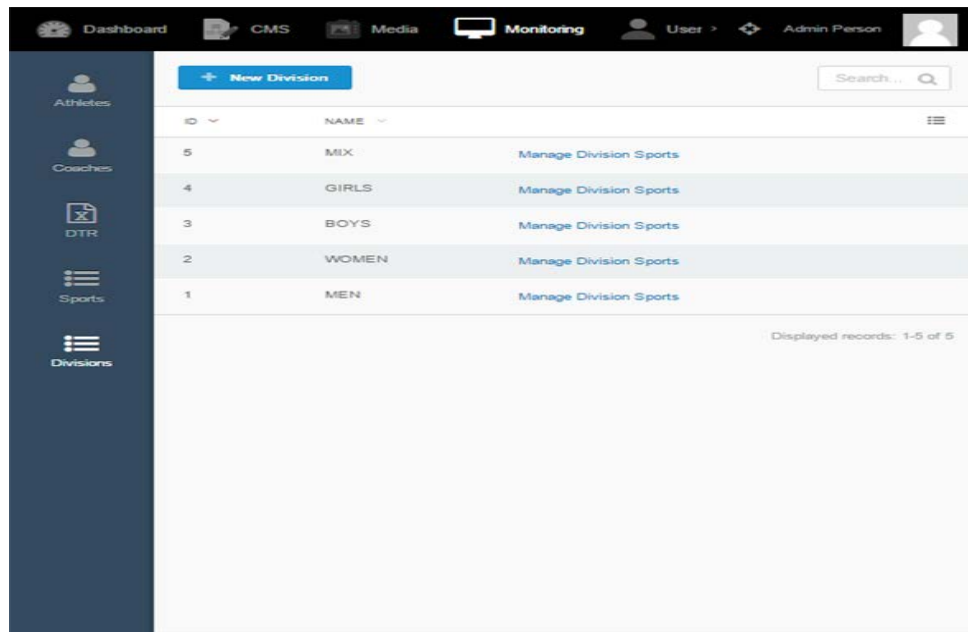 Dashboard CMS Media Monitoring User > Admin Person
Athletes
Coaches
DTR
Sports
Divisions
+ New Division
Search...
ID NAME
5 MIX Manage Division Sports
4 GIRLS Manage Division Sports
3 BOYS Manage Division Sports
2 WOMEN Manage Division Sports
1 MEN Manage Division Sports
Displayed records: 1-5 of 5